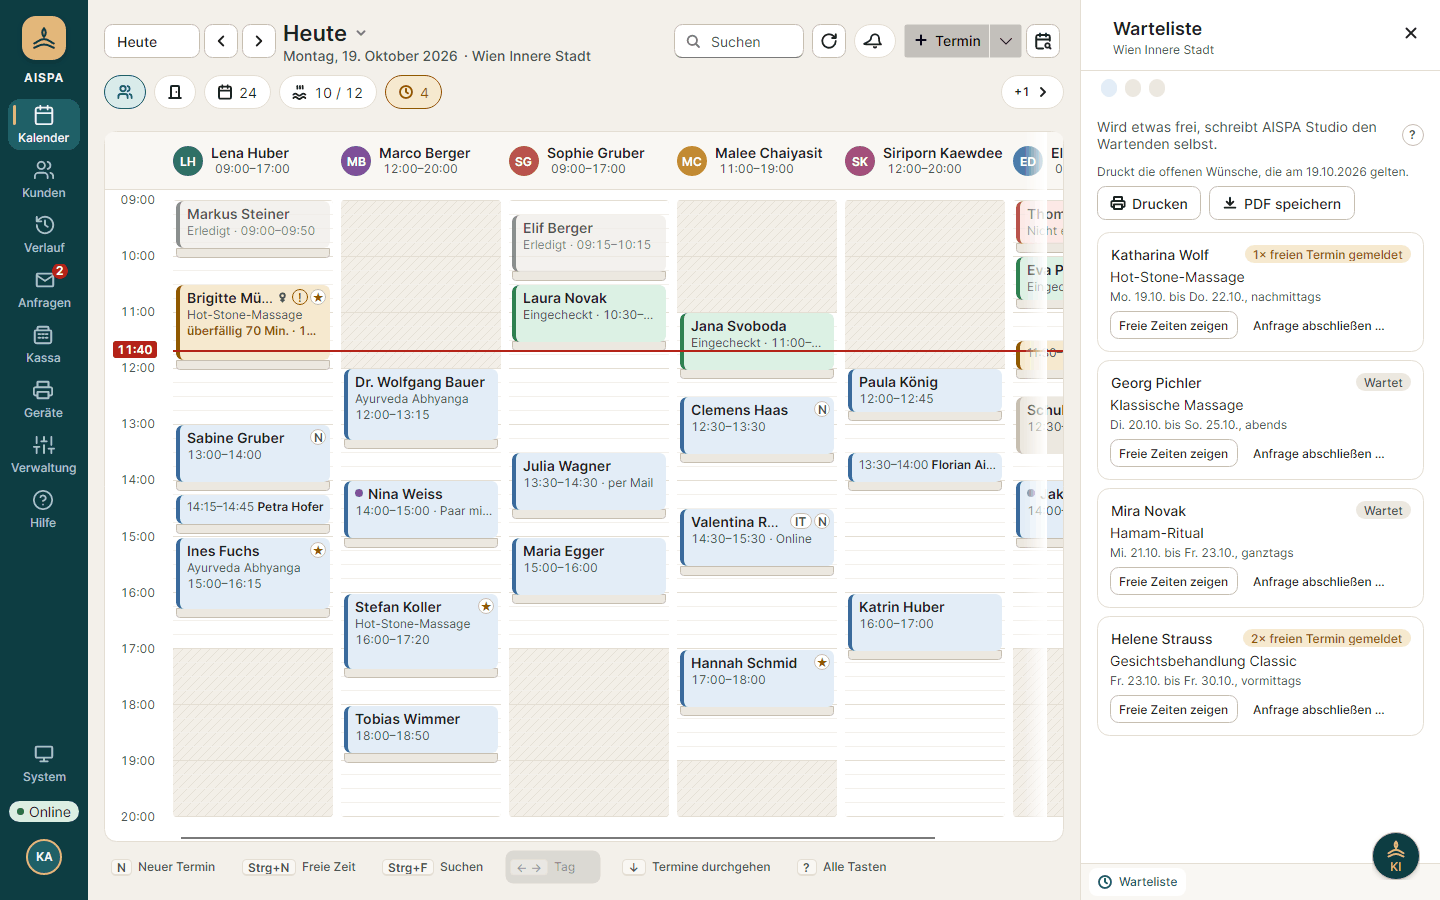 AISPA
Kalender
Kunden
Verlauf
2
Anfragen
Kassa
Geräte
Verwaltung
Hilfe
System
Online
KA
Heute
Heute
Montag, 19. Oktober 2026 · Wien Innere Stadt
Suchen
Termin
24
10 / 12
4
+1
LH
Lena Huber
09:00–17:00
MB
Marco Berger
12:00–20:00
SG
Sophie Gruber
09:00–17:00
MC
Malee Chaiyasit
11:00–19:00
SK
Siriporn Kaewdee
12:00–20:00
ED
09:00
10:00
11:00
11:40
12:00
13:00
14:00
15:00
16:00
17:00
18:00
19:00
20:00
Markus Steiner
Erledigt · 09:00–09:50
Brigitte Mü... !
Hot-Stone-Massage
überfällig 70 Min. · 1...
Sabine Gruber N
13:00–14:00
14:15–14:45 Petra Hofer
Ines Fuchs
Ayurveda Abhyanga
15:00–16:15
Dr. Wolfgang Bauer
Ayurveda Abhyanga
12:00–13:15
Nina Weiss
14:00–15:00 · Paar mi...
Stefan Koller
Hot-Stone-Massage
16:00–17:20
Tobias Wimmer
18:00–18:50
Elif Berger
Erledigt · 09:15–10:15
Laura Novak
Eingecheckt · 10:30–...
Julia Wagner
13:30–14:30 · per Mail
Maria Egger
15:00–16:00
Jana Svoboda
Eingecheckt · 11:00–...
Clemens Haas N
12:30–13:30
Valentina R... IT N
14:30–15:30 · Online
Hannah Schmid
17:00–18:00
Paula König
12:00–12:45
13:30–14:00 Florian Ai...
Katrin Huber
16:00–17:00
N Neuer Termin
Strg+N Freie Zeit
Strg+F Suchen
← → Tag
↓ Termine durchgehen
? Alle Tasten
Warteliste
Wien Innere Stadt
Wird etwas frei, schreibt AISPA Studio den
Wartenden selbst.
?
Druckt die offenen Wünsche, die am 19.10.2026 gelten.
Drucken
PDF speichern
Katharina Wolf
1× freien Termin gemeldet
Hot-Stone-Massage
Mo. 19.10. bis Do. 22.10., nachmittags
Freie Zeiten zeigen
Anfrage abschließen ...
Georg Pichler
Wartet
Klassische Massage
Di. 20.10. bis So. 25.10., abends
Freie Zeiten zeigen
Anfrage abschließen ...
Mira Novak
Wartet
Hamam-Ritual
Mi. 21.10. bis Fr. 23.10., ganztags
Freie Zeiten zeigen
Anfrage abschließen ...
Helene Strauss
2× freien Termin gemeldet
Gesichtsbehandlung Classic
Fr. 23.10. bis Fr. 30.10., vormittags
Freie Zeiten zeigen
Anfrage abschließen ...
KI
Warteliste